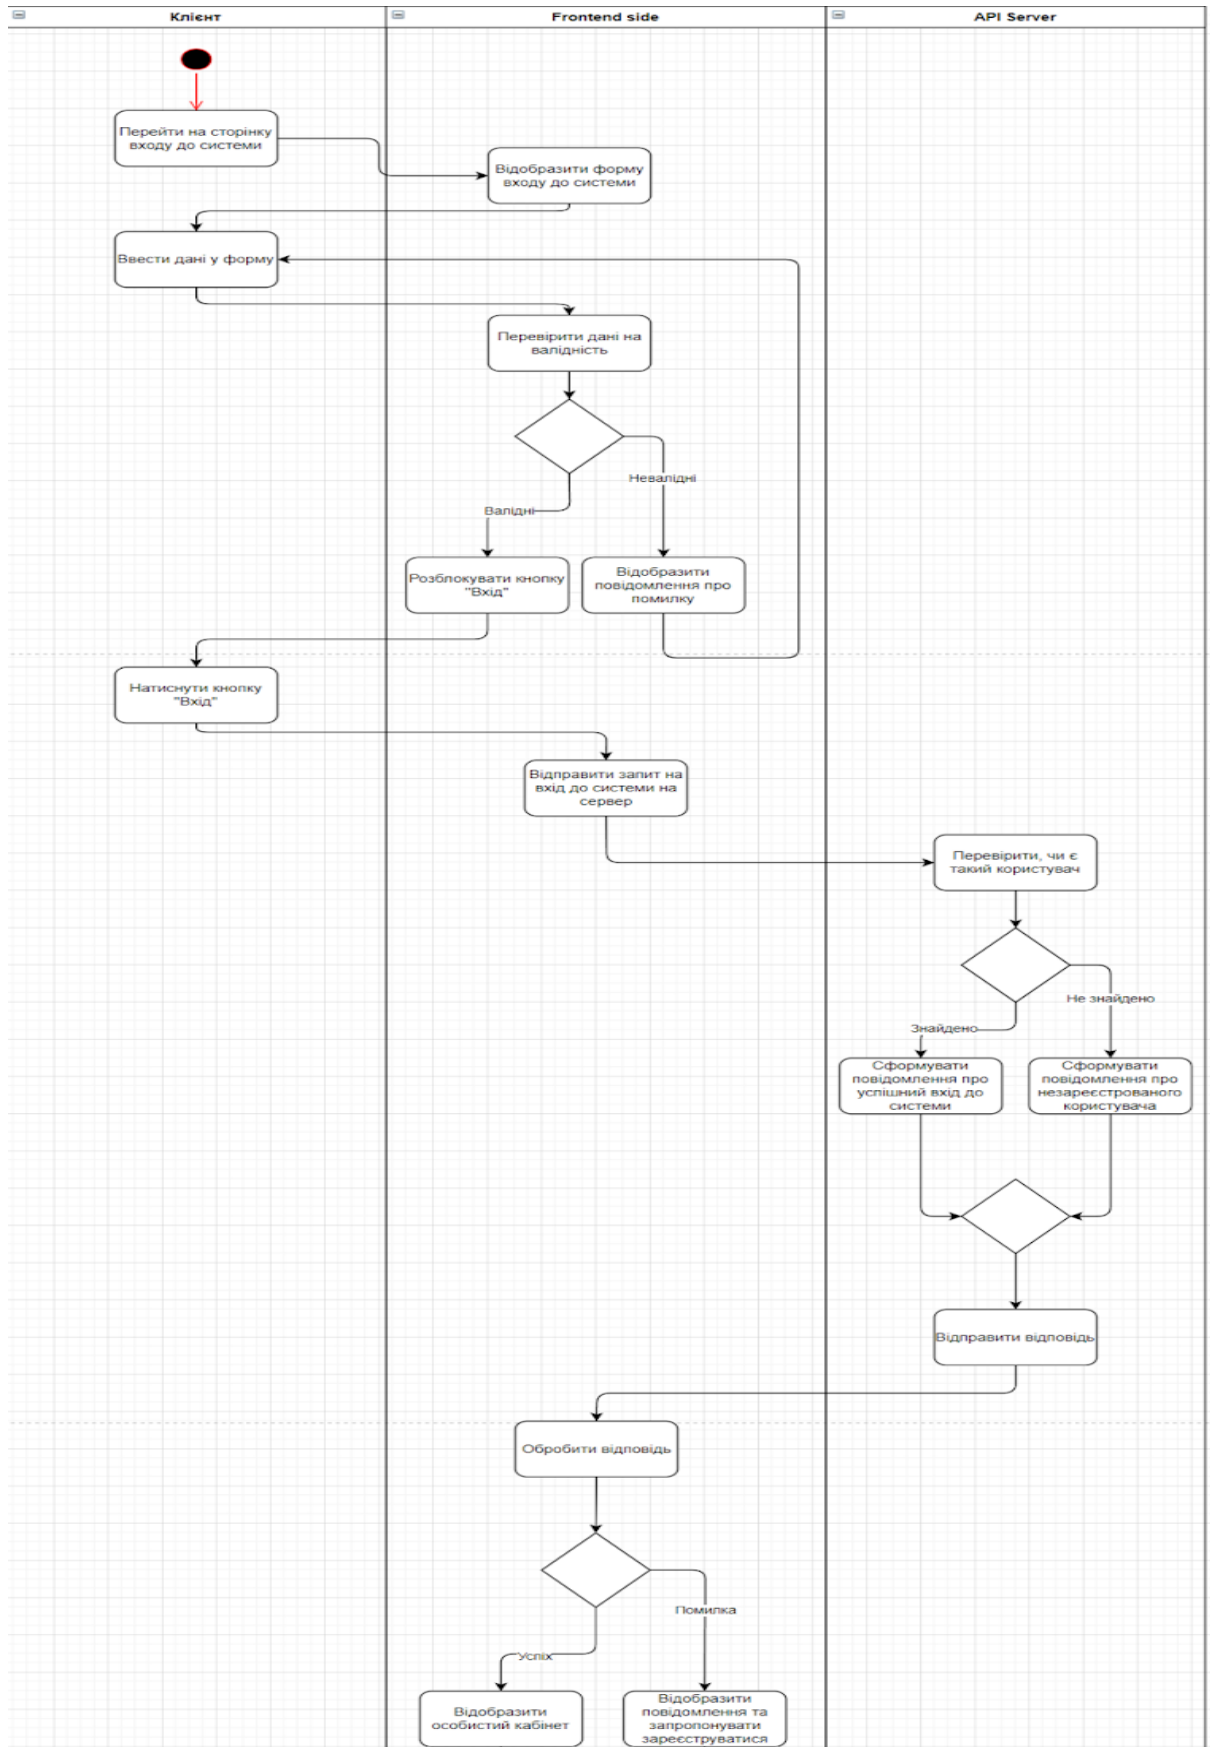 Клієнт
Frontend side
API Server
Перейти на сторінку
входу до системи
Відобразити форму
входу до системи
Ввести дані у форму
Перевірити дані на
валідність
Невалідні
Валідні
Розблокувати кнопку
"Вхід"
Відобразити
повідомлення про
помилку
Натиснути кнопку
"Вхід"
Відправити запит на
вхід до системи на
сервер
Перевірити, чи є
такий користувач
Не знайдено
Знайдено
Сформувати
повідомлення про
успішний вхід до
системи
Сформувати
повідомлення про
незареєстрованого
користувача
Відправити відповідь
Обробити відповідь
Помилка
Успіх
Відобразити
особистий кабінет
Відобразити
повідомлення та
запропонувати
зареєструватися